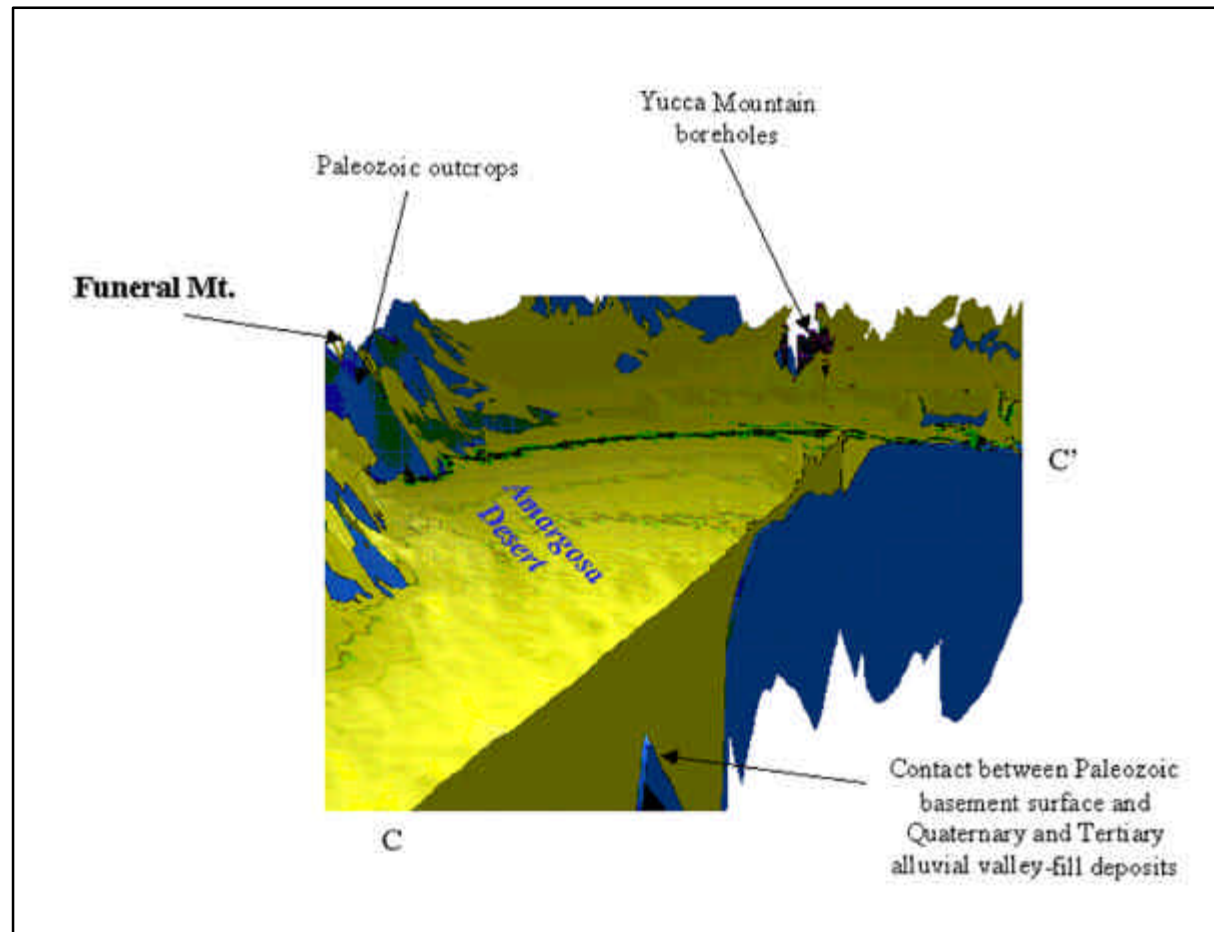 Yucca Mountain
boreholes
Paleozoic outcrops
Funeral Mt.
C'
Amargosa
Desert
Contact between Paleozoic
basement surface and
Quaternary and Tertiary
alluvial valley-fill deposits
C